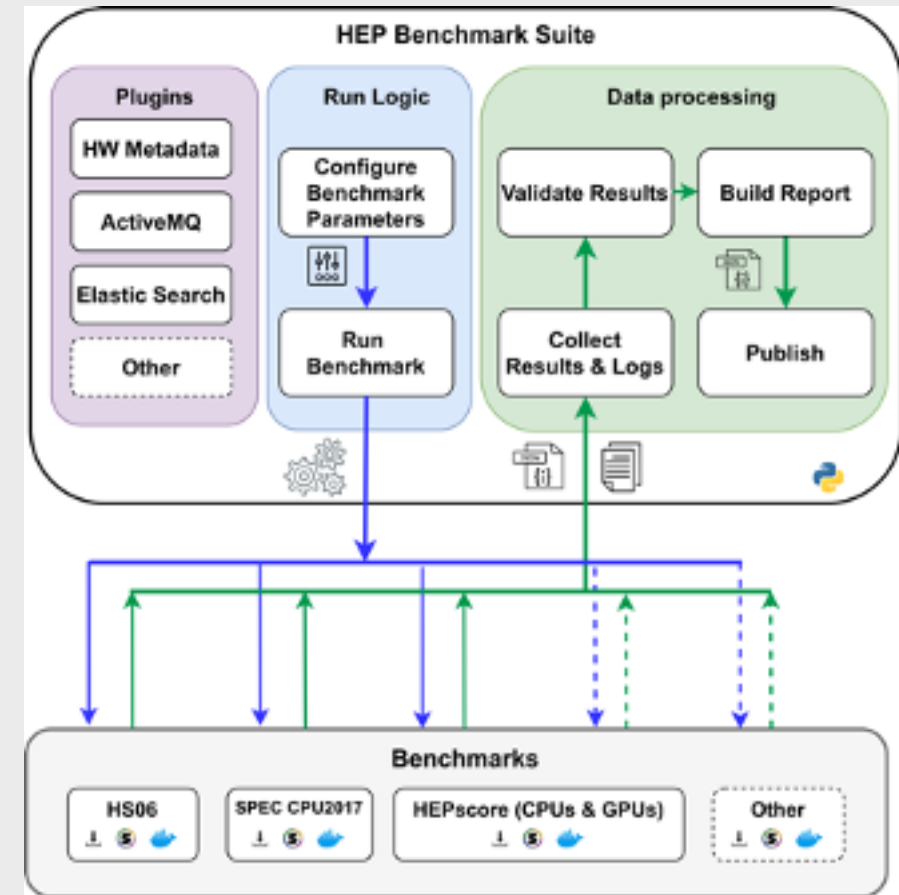 HEP Benchmark Suite
Plugins
HW Metadata
ActiveMQ
Elastic Search
Other
Run Logic
Configure
Benchmark
Parameters
Run
Benchmark
Data processing
Validate Results
Build Report
Collect
Results & Logs
Publish
Benchmarks
HS06
SPEC CPU2017
HEPscore (CPUs & GPUs)
Other